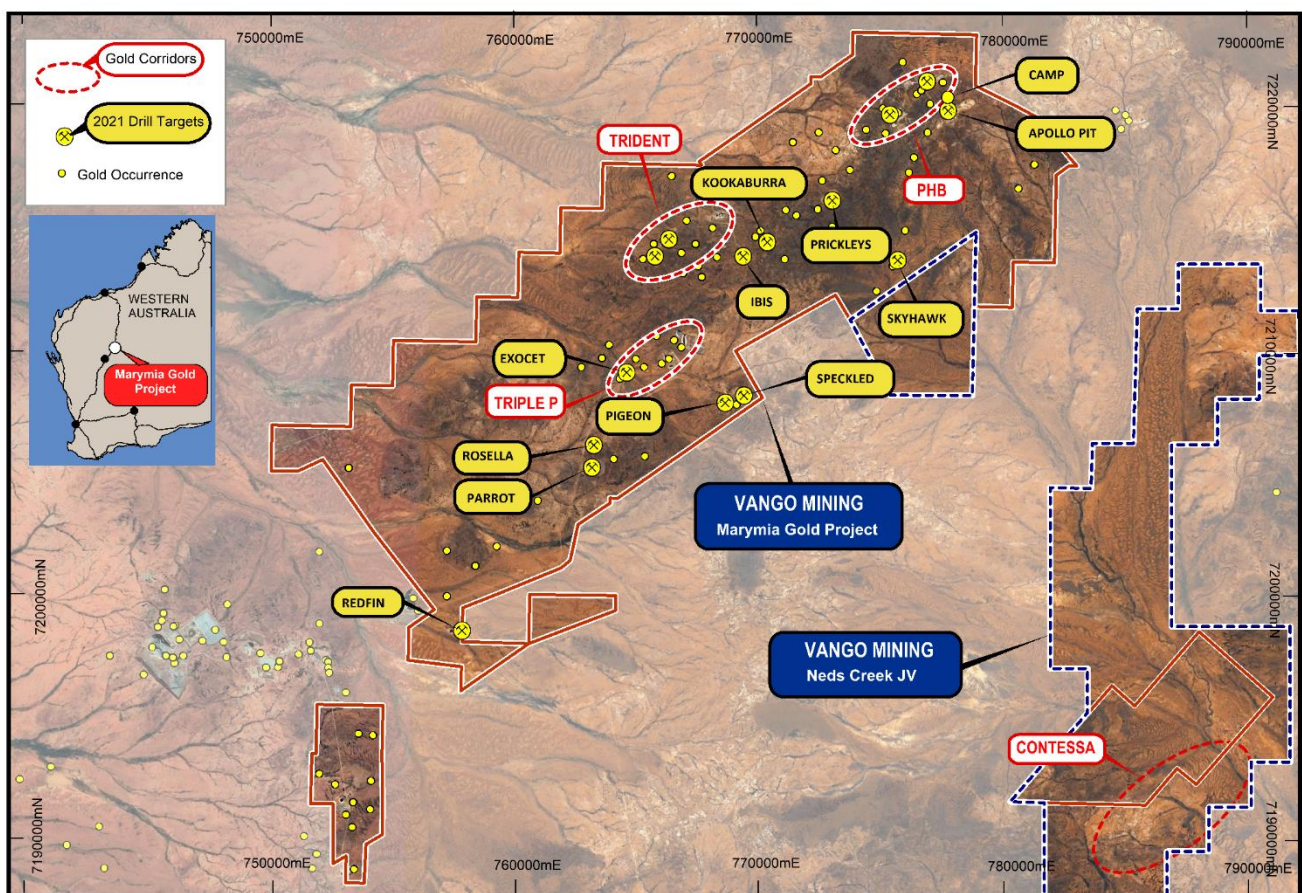 750000mE
760000mE
770000mE
780000mE
790000mE
Gold Corridors
2021 Drill Targets
Gold Occurrence
WESTERN
AUSTRALIA
Marymia Gold
Project
CAMP
7220000mN
APOLLO PIT
TRIDENT
KOOKABURRA
PHB
PRICKLEYS
IBIS
SKYHAWK
7210000mN
EXOCET
SPECKLED
TRIPLE P
PIGEON
ROSELLA
PARROT
VANGO MINING
Marymia Gold Project
REDFIN
7200000mN
7200000mN
VANGO MINING
Neds Creek JV
CONTESSA
7190000mN
7190000mN
750000mE
760000mE
770000mE
780000mE
790000mE